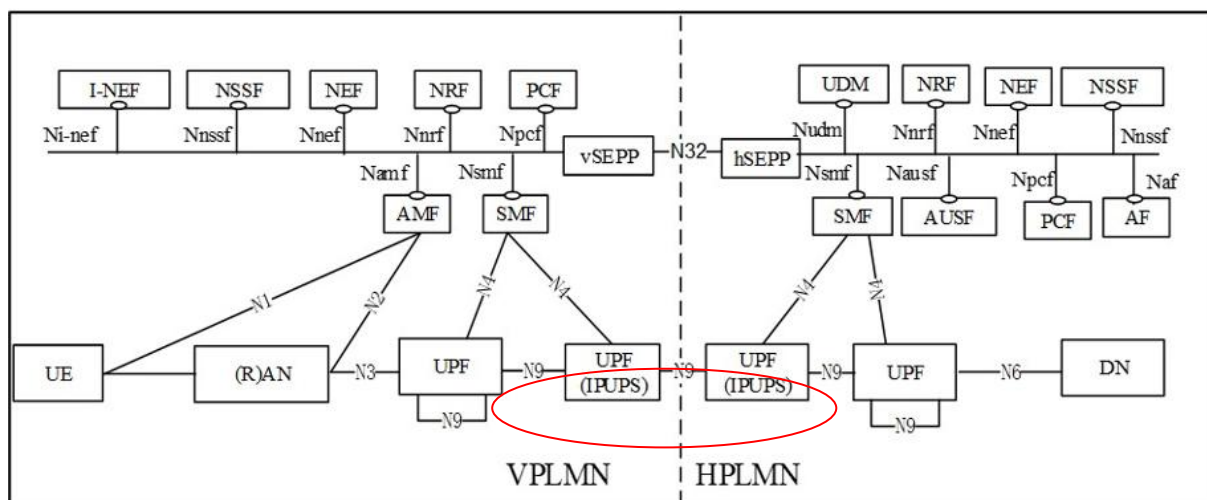 I-NEF NSSF NEF NRF PCF UDM NRF NEF NSSF
Ni-nef Nnssf Nnef Nnrf Npcf Nudm Nnrf Nnef Nnssf
vSEPP N32 hSEPP
Namf Nsmf Nsmf Nausf Npcf Naf
AMF SMF SMF AUSF PCF AF
N1 N2 N4 N4 N4 N4
UE (R)AN N3 UPF N9 UPF N9 UPF N9 UPF N6 DN
(IPUPS) (IPUPS)
N9 N9
VPLMN HPLMN